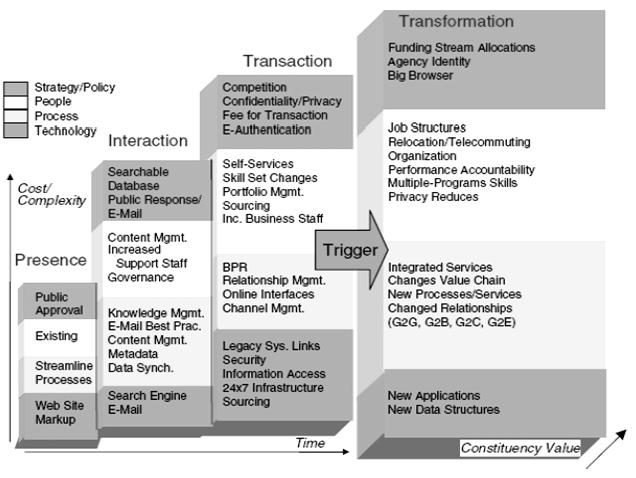 Strategy/Policy
People
Process
Technology
Presence
Public
Approval
Existing
Streamline
Processes
Web Site
Markup
Interaction
Searchable
Database
Public Response/
E-Mail
Content Mgmt.
Increased
Support Staff
Governance
Knowledge Mgmt.
E-Mail Best Prac.
Content Mgmt.
Metadata
Data Synch.
Search Engine
E-Mail
Transaction
Competition
Confidentiality/Privacy
Fee for Transaction
E-Authentication
Self-Services
Skill Set Changes
Portfolio Mgmt.
Sourcing
Inc. Business Staff
BPR
Relationship Mgmt.
Online Interfaces
Channel Mgmt.
Legacy Sys. Links
Security
Information Access
24x7 Infrastructure
Sourcing
Trigger
Transformation
Funding Stream Allocations
Agency Identity
Big Browser
Job Structures
Relocation/Telecommuting
Organization
Performance Accountability
Multiple-Programs Skills
Privacy Reduces
Integrated Services
Changes Value Chain
New Processes/Services
Changed Relationships
(G2G, G2B, G2C, G2E)
New Applications
New Data Structures
Cost/
Complexity
Time
Constituency Value